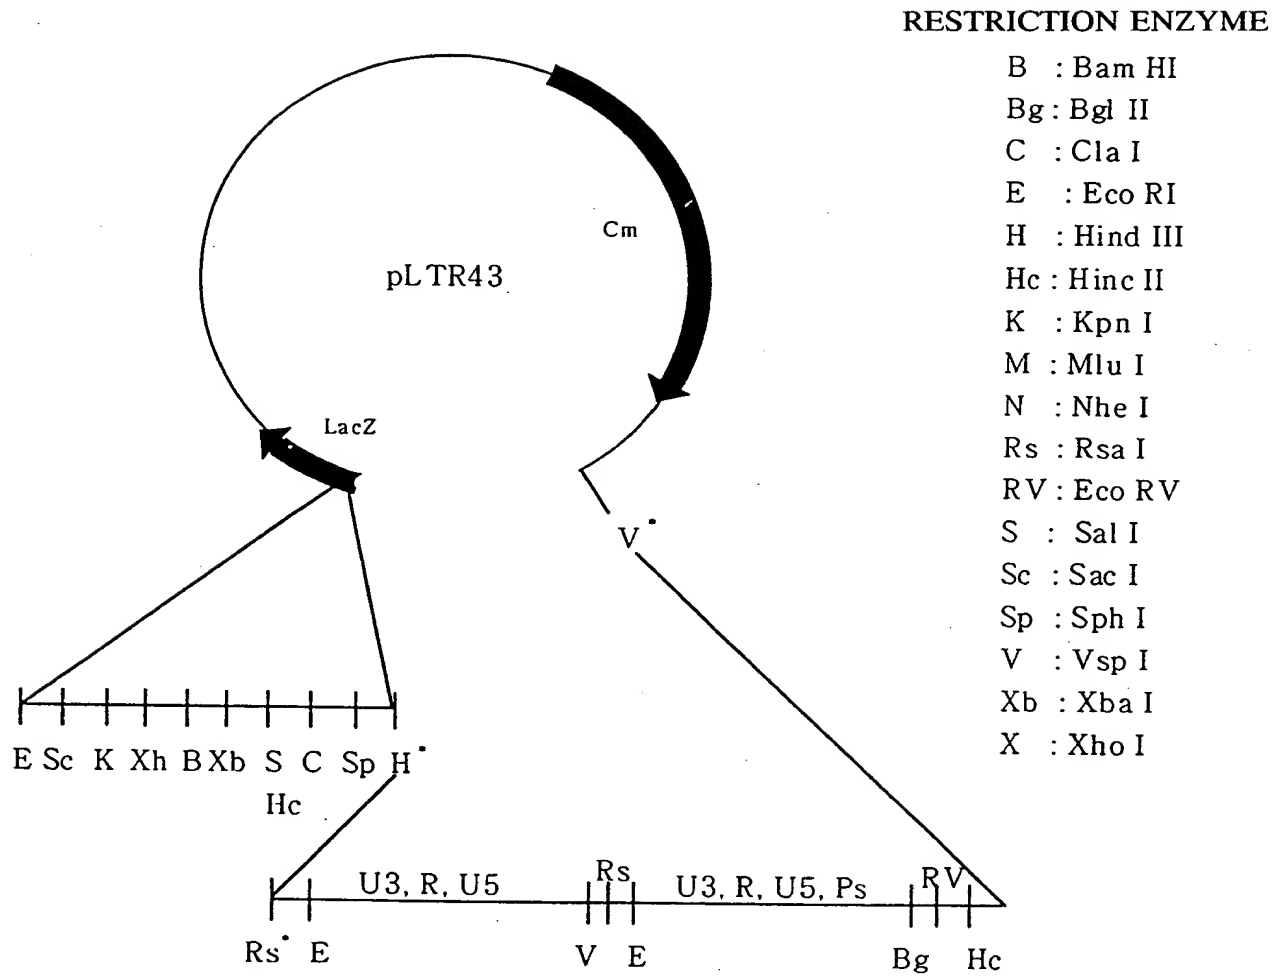 RESTRICTION ENZYME
B : Bam HI
Bg : Bgl II
C : Cla I
E : Eco RI
H : Hind III
Hc : Hinc II
K : Kpn I
M : Mlu I
N : Nhe I
Rs : Rsa I
RV : Eco RV
S : Sal I
Sc : Sac I
Sp : Sph I
V : Vsp I
Xb : Xba I
X : Xho I
Cm
pLTR43
LacZ
V*
E Sc K Xh B Xb S C Sp H*
Hc
U3, R, U5 Rs U3, R, U5, Ps RV
Rs* E V E Bg Hc